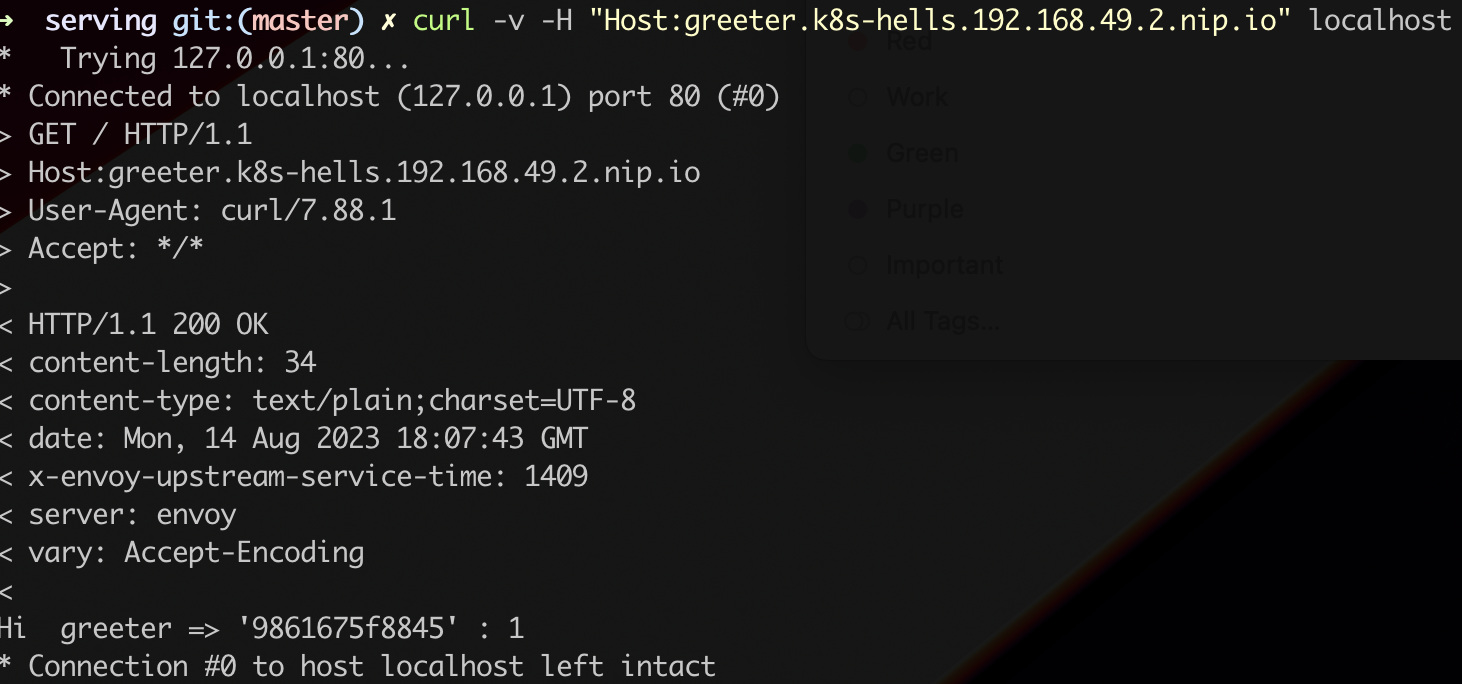 ➜  serving git:(master) ✗ curl -v -H "Host:greeter.k8s-hells.192.168.49.2.nip.io" localhost
*   Trying 127.0.0.1:80...
* Connected to localhost (127.0.0.1) port 80 (#0)
> GET / HTTP/1.1
> Host:greeter.k8s-hells.192.168.49.2.nip.io
> User-Agent: curl/7.88.1
> Accept: */*
>
< HTTP/1.1 200 OK
< content-length: 34
< content-type: text/plain;charset=UTF-8
< date: Mon, 14 Aug 2023 18:07:43 GMT
< x-envoy-upstream-service-time: 1409
< server: envoy
< vary: Accept-Encoding
<
Hi  greeter => '9861675f8845' : 1
* Connection #0 to host localhost left intact
Red
Work
Green
Purple
Important
All Tags...